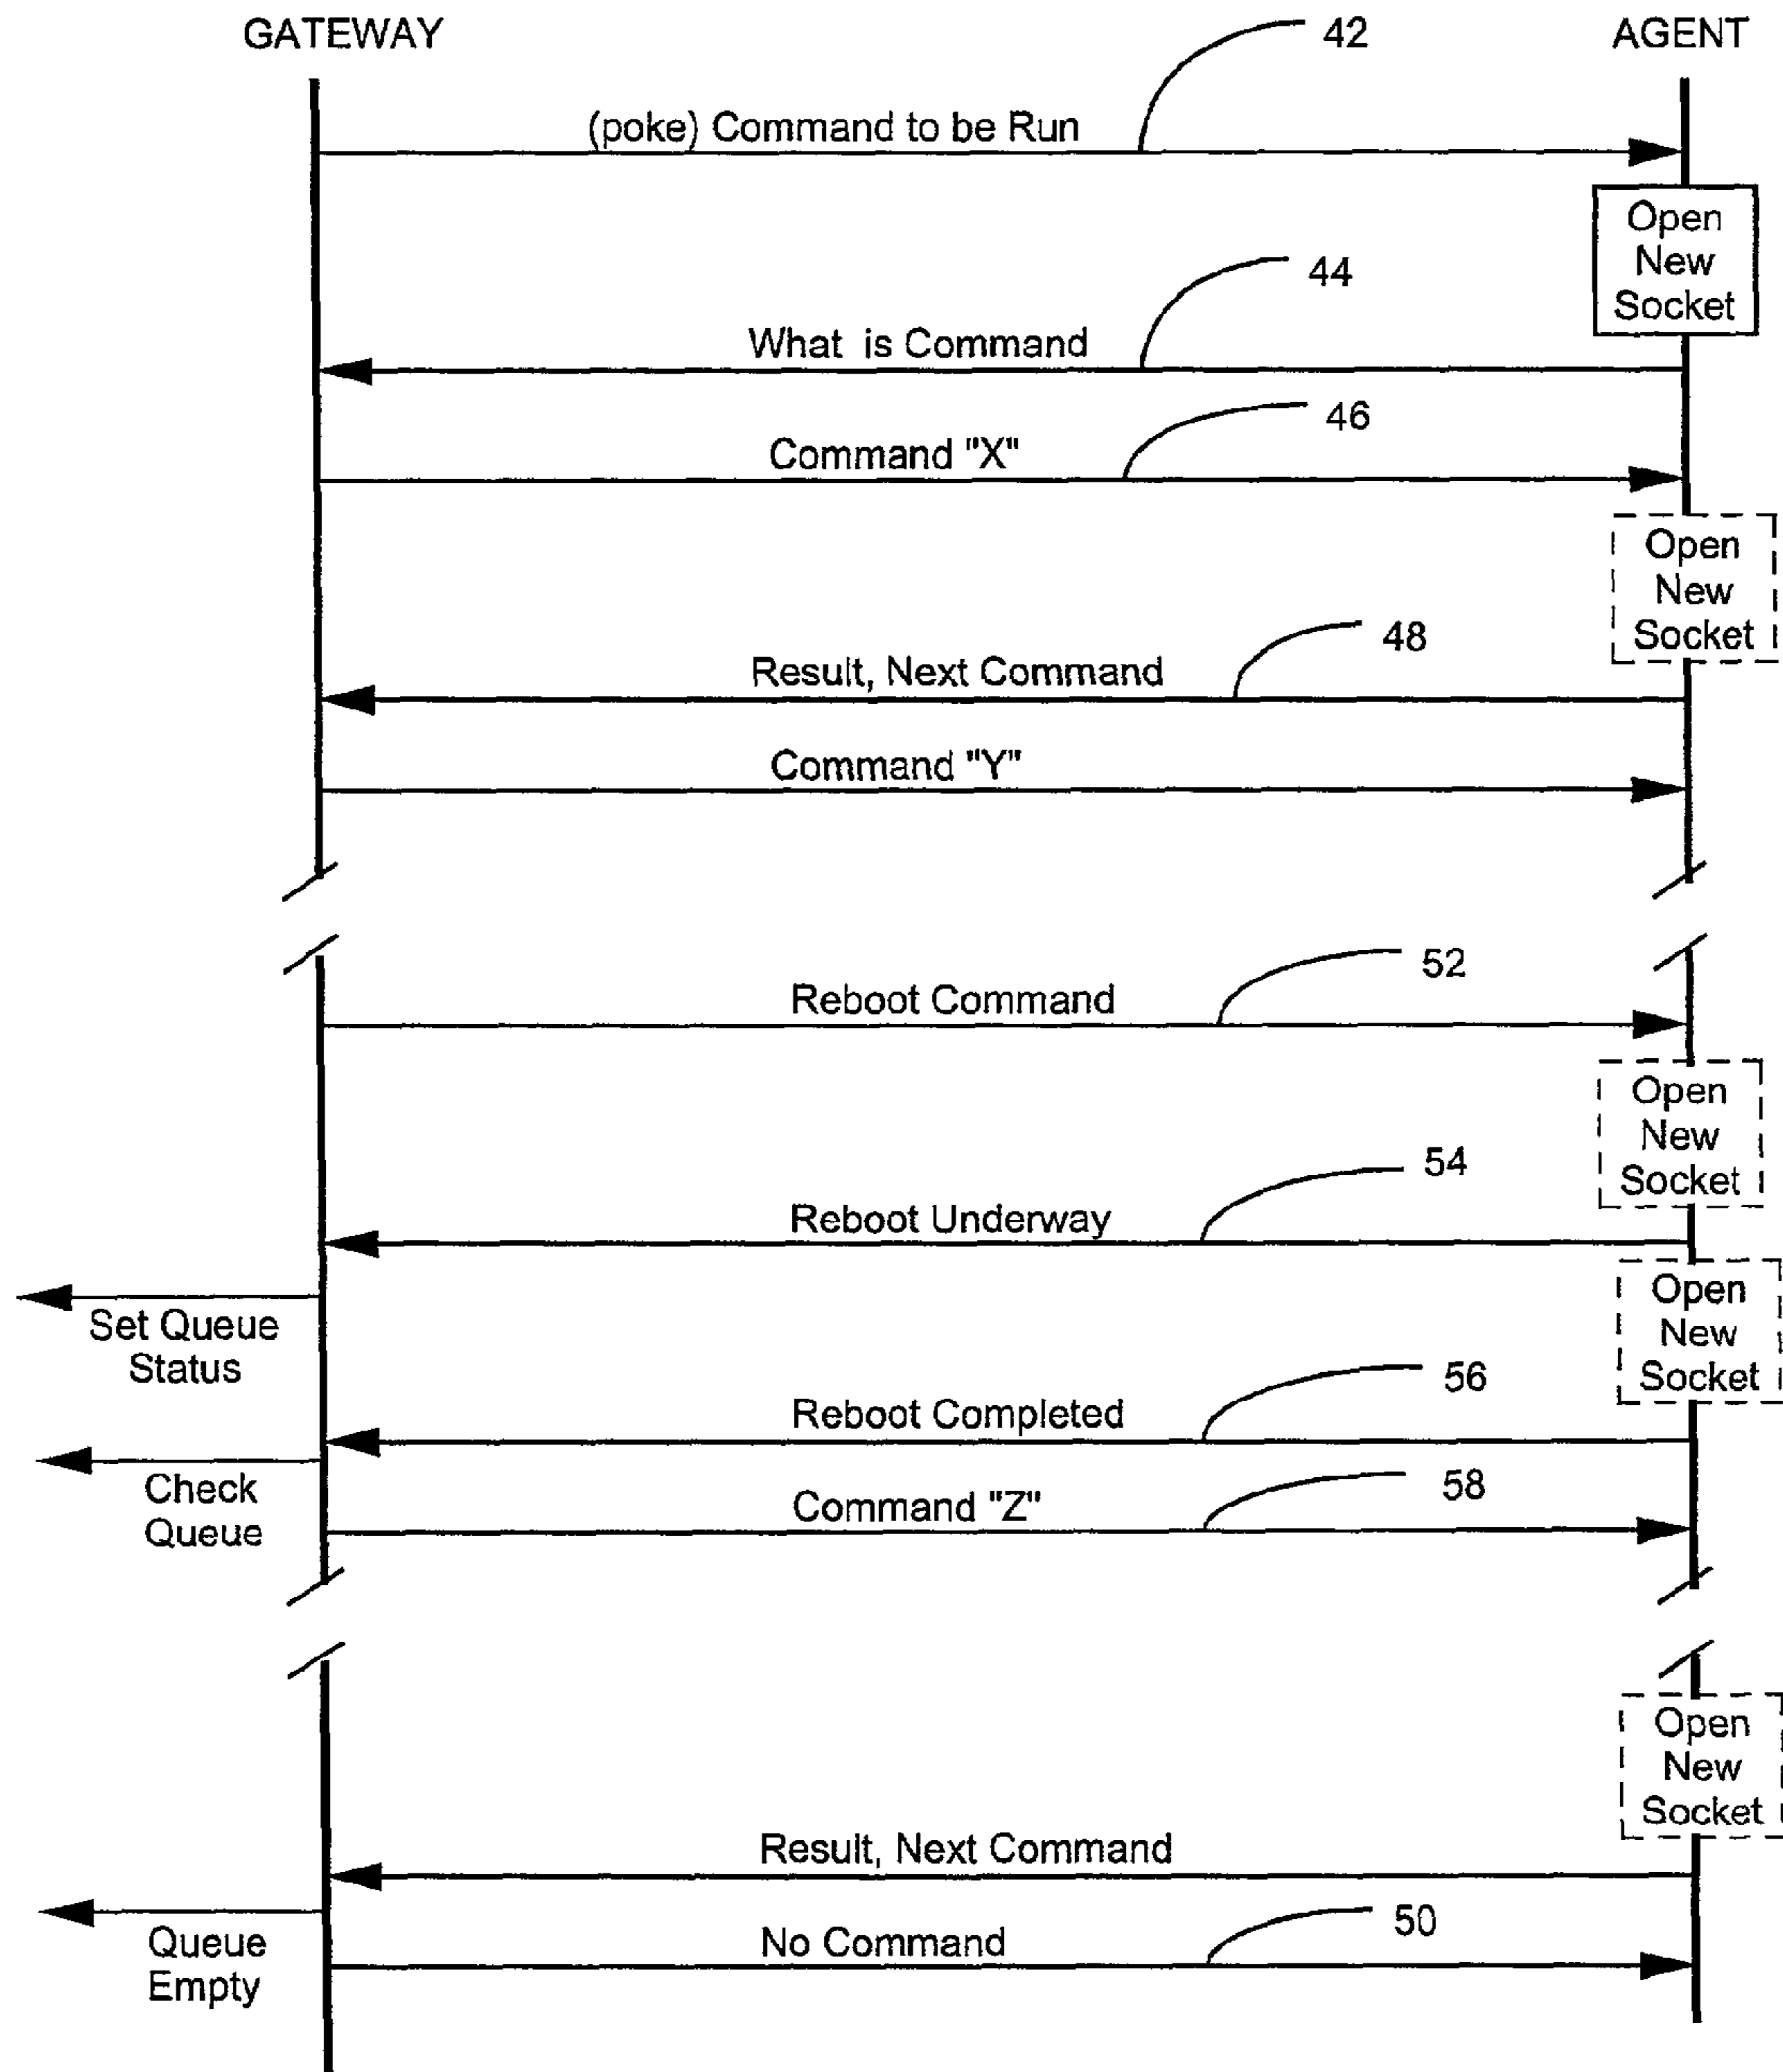 GATEWAY
42
AGENT
(poke) Command to be Run
Open
New
Socket
44
What is Command
46
Command "X"
Open
New
Socket
48
Result, Next Command
Command "Y"
52
Reboot Command
Open
New
Socket
54
Reboot Underway
Set Queue
Status
Open
New
Socket
56
Reboot Completed
Check
Queue
58
Command "Z"
Open
New
Socket
Result, Next Command
Queue
Empty
50
No Command